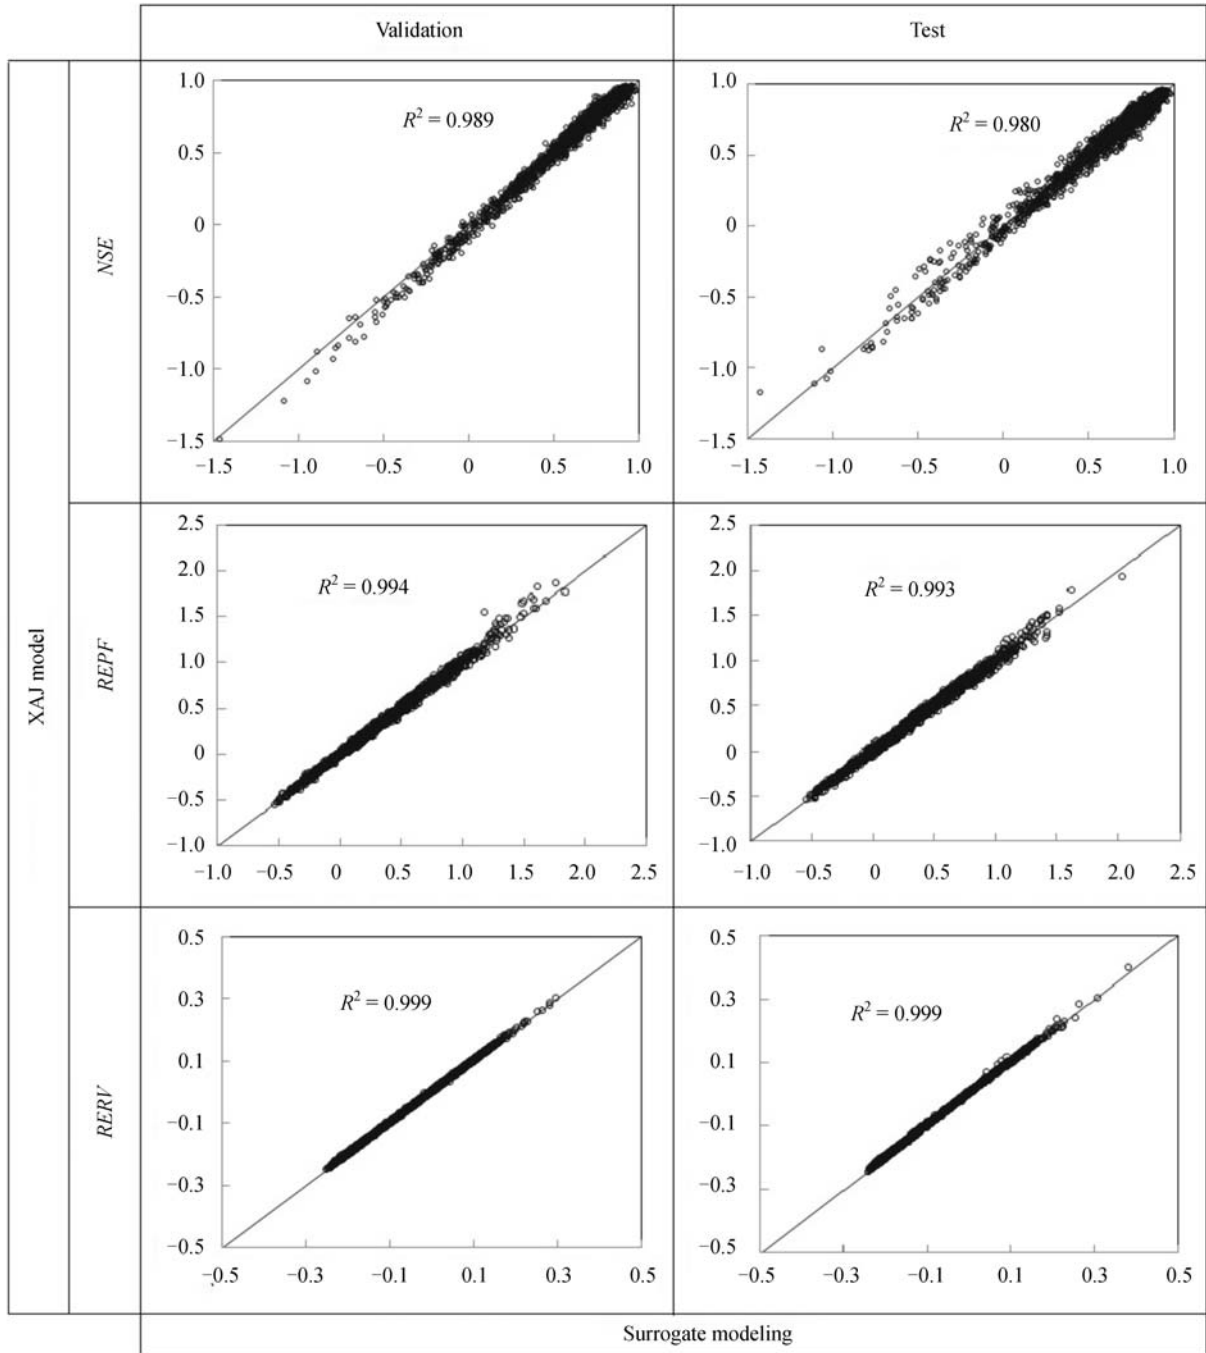 Validation
Test
XAJ model
NSE
1.0
0.5
0
−0.5
−1.0
−1.5
−1.5 −1.0 −0.5 0 0.5 1.0
R² = 0.989
1.0
0.5
0
−0.5
−1.0
−1.5
−1.5 −1.0 −0.5 0 0.5 1.0
R² = 0.980
REPF
2.5
2.0
1.5
1.0
0.5
0
−0.5
−1.0
−1.0 −0.5 0 0.5 1.0 1.5 2.0 2.5
R² = 0.994
2.5
2.0
1.5
1.0
0.5
0
−0.5
−1.0
−1.0 −0.5 0 0.5 1.0 1.5 2.0 2.5
R² = 0.993
RERV
0.5
0.3
0.1
−0.1
−0.3
−0.5
−0.5 −0.3 −0.1 0.1 0.3 0.5
R² = 0.999
0.5
0.3
0.1
−0.1
−0.3
−0.5
−0.5 −0.3 −0.1 0.1 0.3 0.5
R² = 0.999
Surrogate modeling